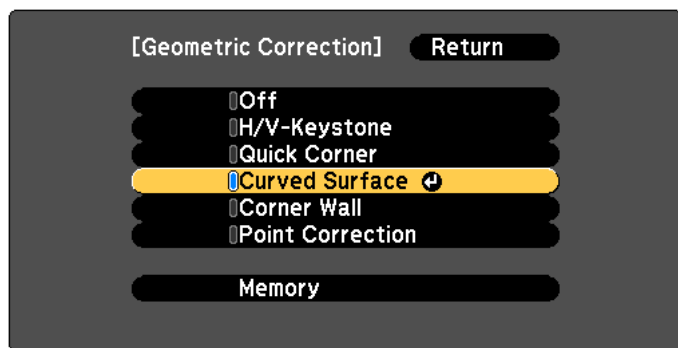 [Geometric Correction] Return
Off
H/V-Keystone
Quick Corner
Curved Surface
Corner Wall
Point Correction
Memory